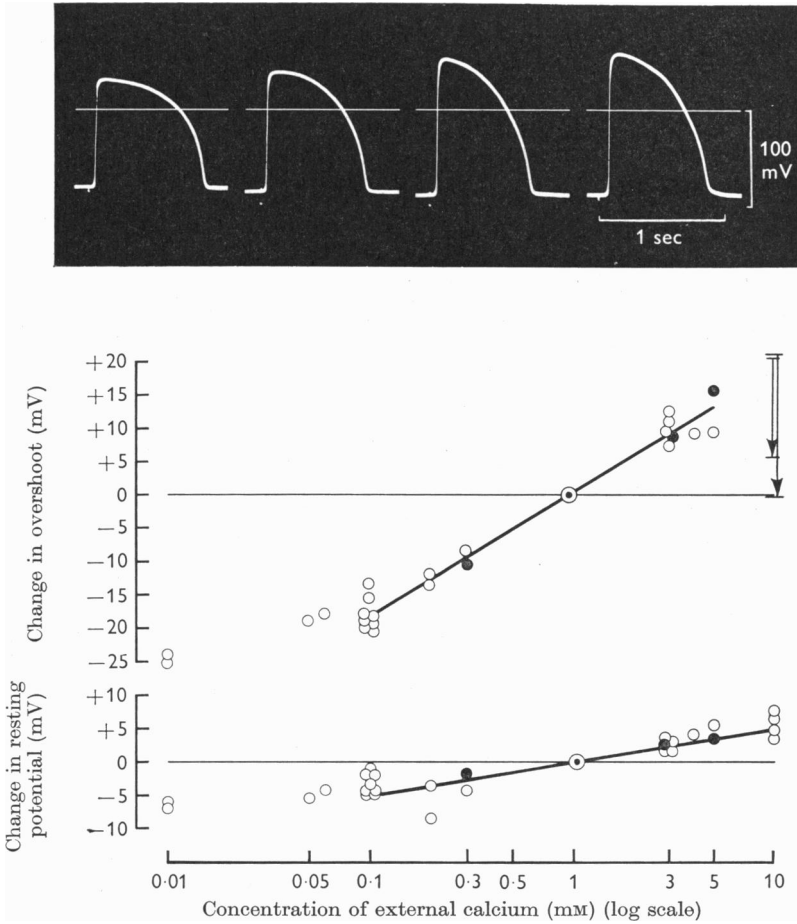 100
mV
1 sec
+20
+15
+10
+5
0
−5
−10
−15
−20
−25
Change in overshoot (mV)
+10
+5
0
−5
−10
Change in resting
potential (mV)
0·01 0·05 0·1 0·3 0·5 1 3 5 10
Concentration of external calcium (mM) (log scale)